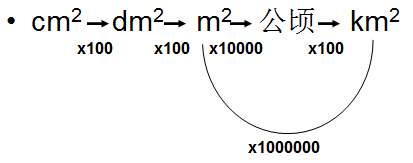 • cm² → dm² → m² → 公顷 → km²
x100 x100 x10000 x100
x1000000